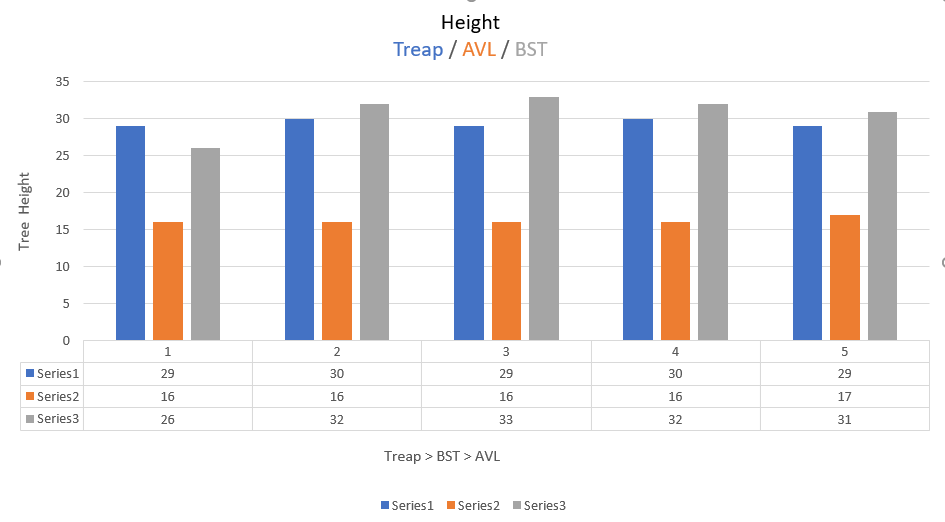 Height
Treap / AVL / BST
35
30
25
20
15
10
5
0
Tree Height
1 2 3 4 5
Series1 29 30 29 30 29
Series2 16 16 16 16 17
Series3 26 32 33 32 31
Treap > BST > AVL
Series1 Series2 Series3